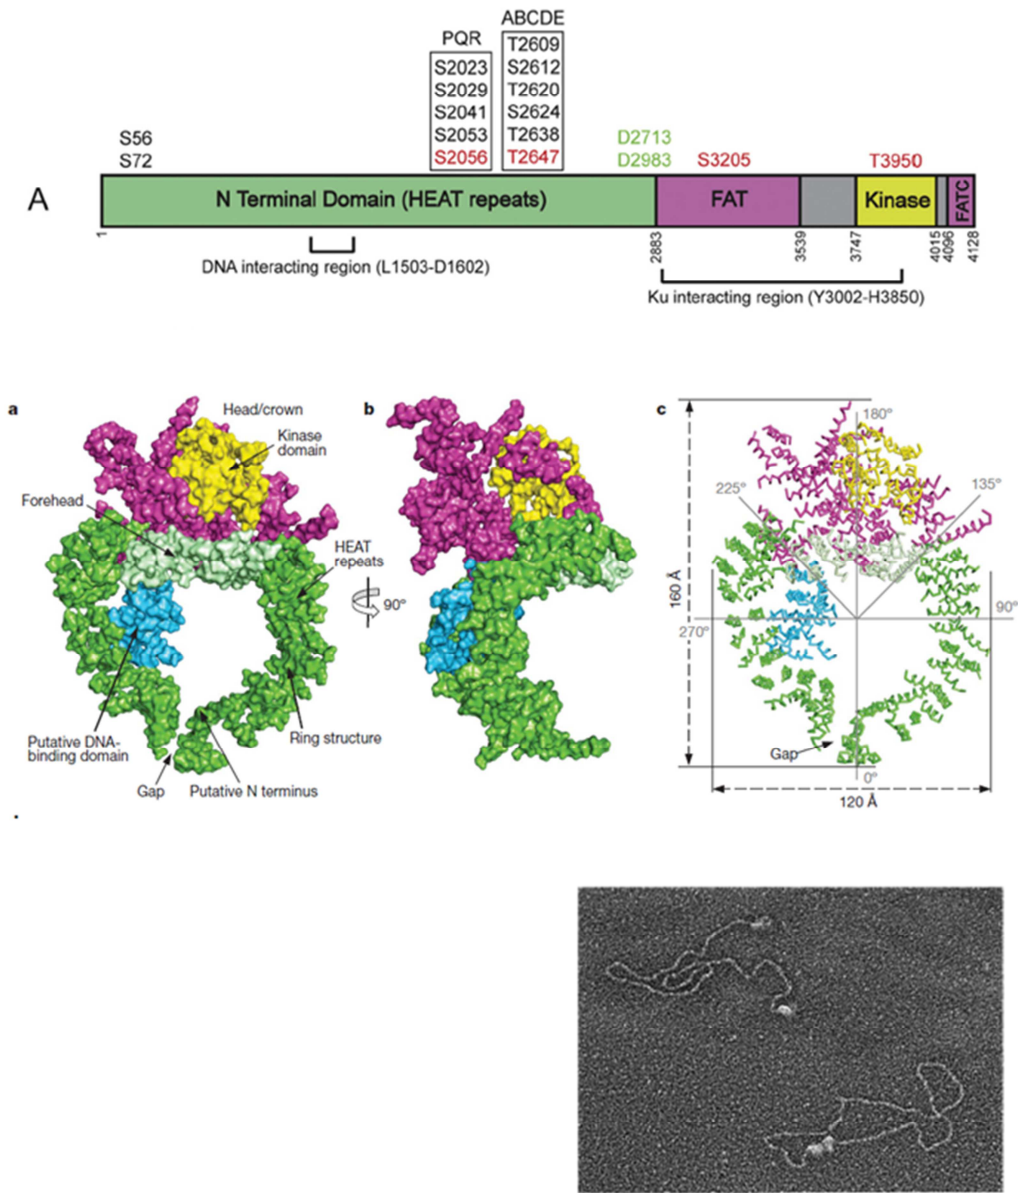 ABCDE
PQR
T2609
S2023
S2612
S2029
T2620
S2041
S2624
S56
S2053
T2638
D2713
S72
S2056
T2647
D2983
S3205
T3950
A
N Terminal Domain (HEAT repeats)
FAT
Kinase
FATC
1
2883
3539
3747
4015
4096
4128
DNA interacting region (L1503-D1602)
Ku interacting region (Y3002-H3850)
a
Head/crown
Kinase
domain
Forehead
HEAT
repeats
Putative DNA-
binding domain
Ring structure
Gap
Putative N terminus
90°
b
c
180°
225°
135°
160 Å
90°
270°
Gap
0°
120 Å